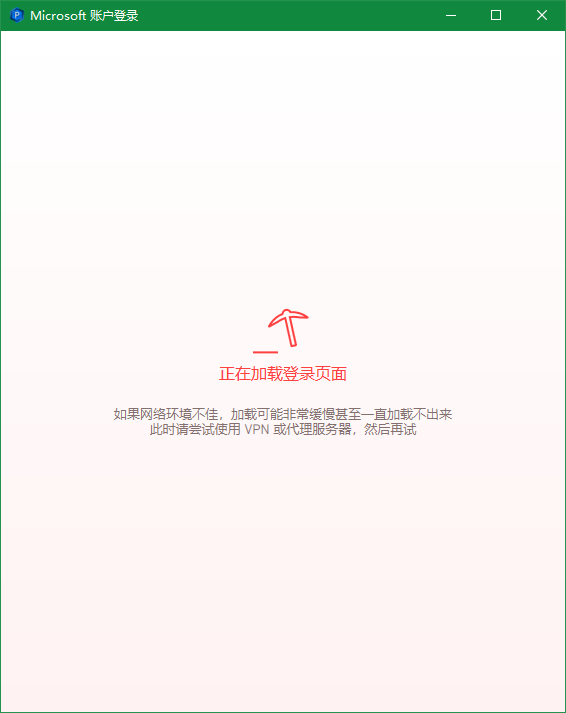 Microsoft 账户登录
正在加载登录页面
如果网络环境不佳，加载可能非常缓慢甚至一直加载不出来
此时请尝试使用 VPN 或代理服务器，然后再试